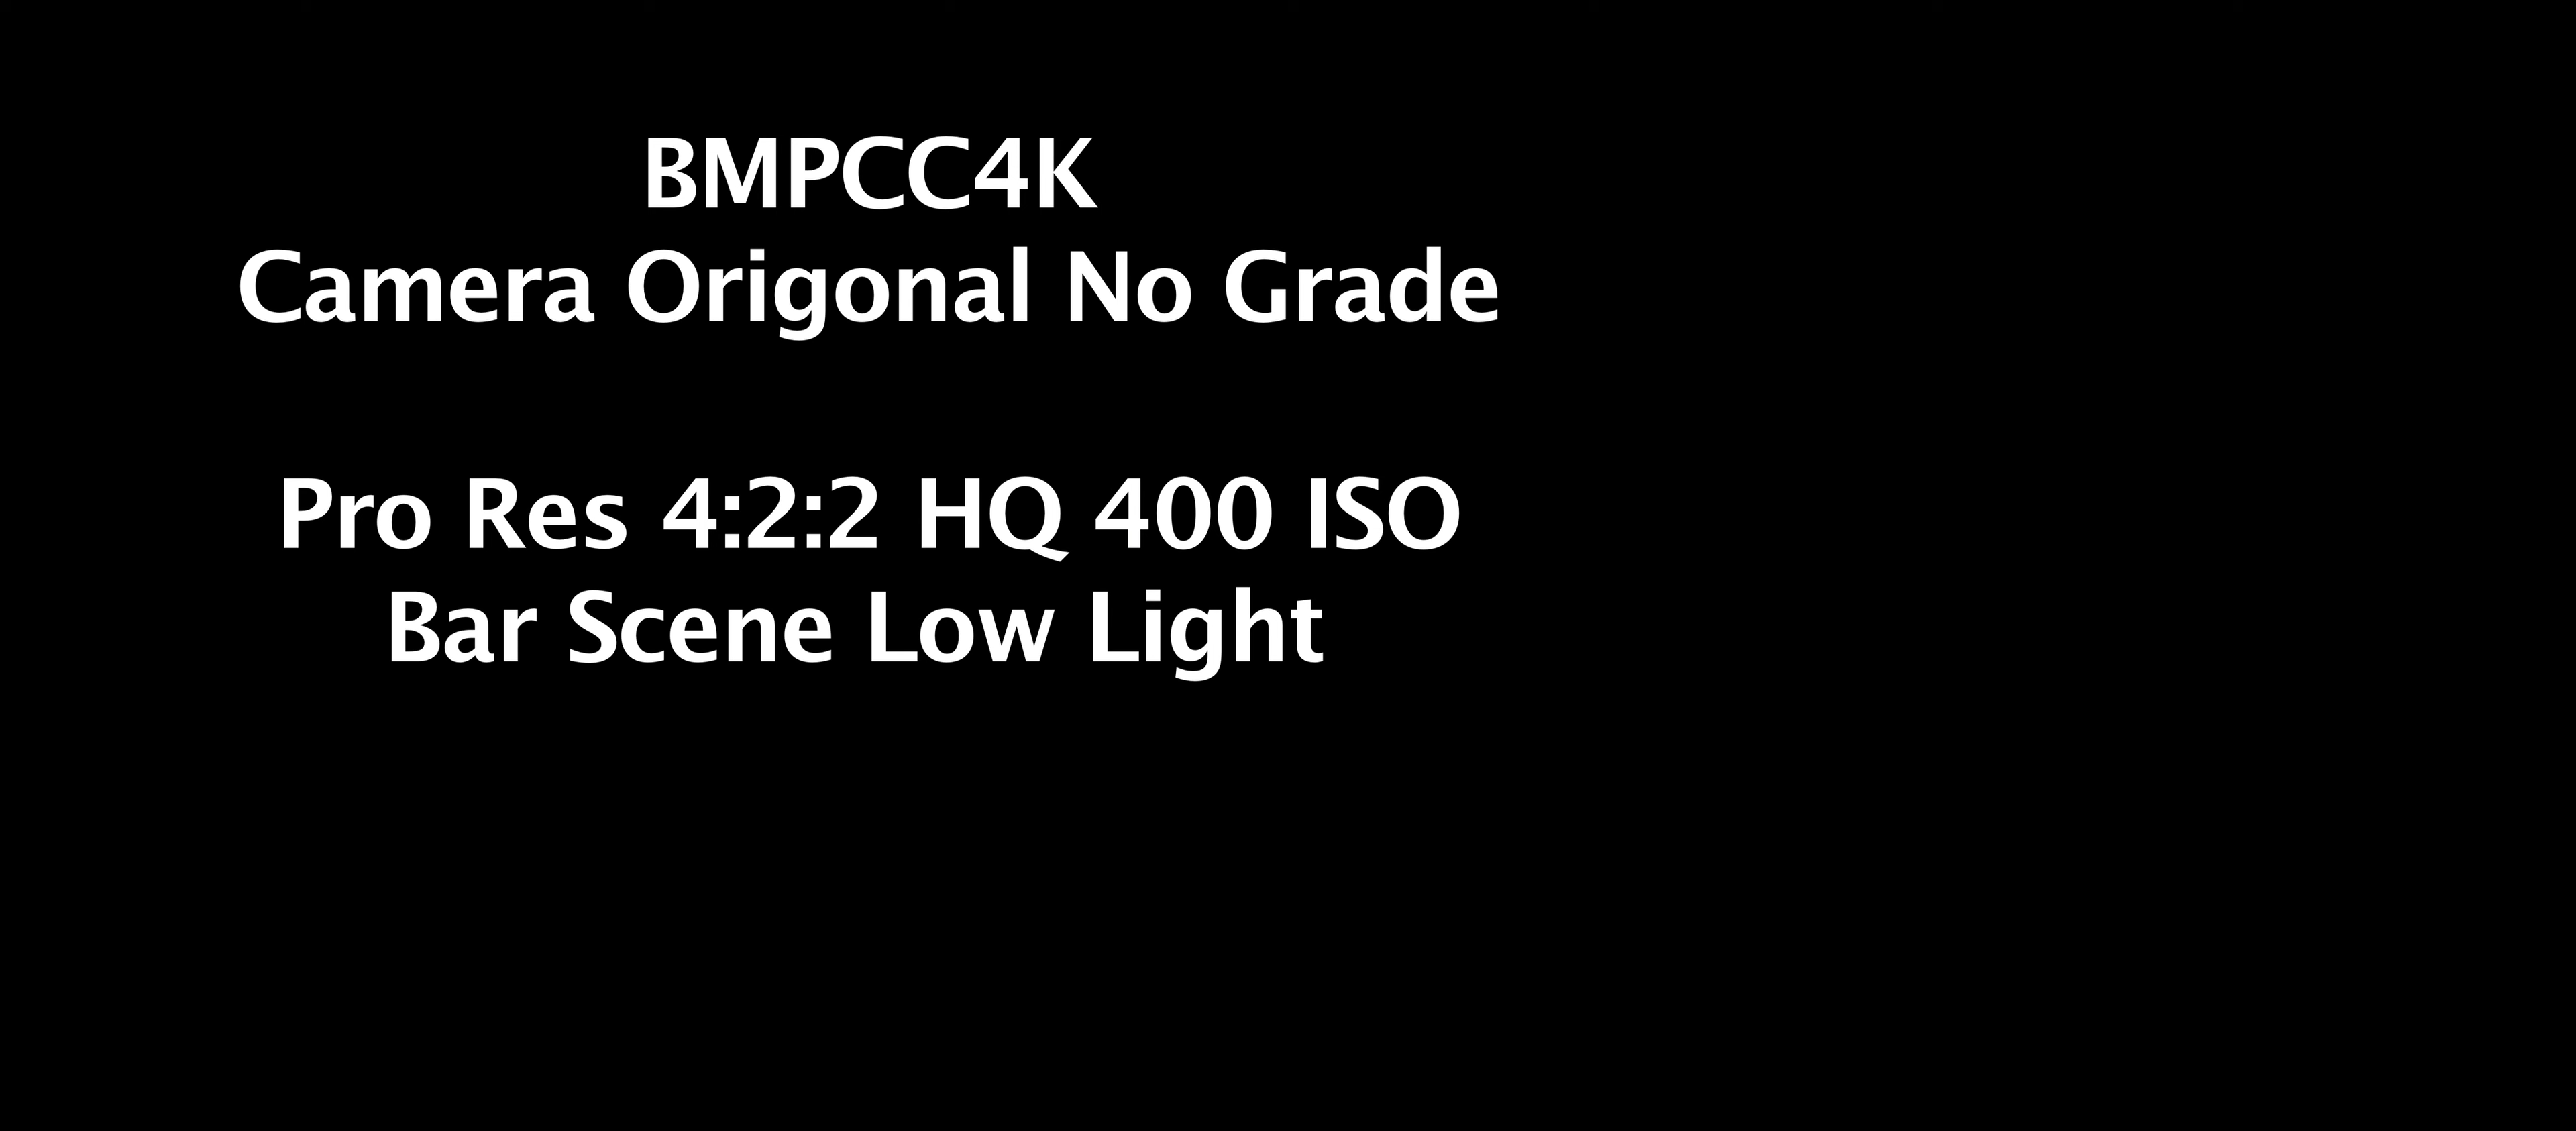 BMPCC4K
Camera Origonal No Grade
Pro Res 4:2:2 HQ 400 ISO
Bar Scene Low Light